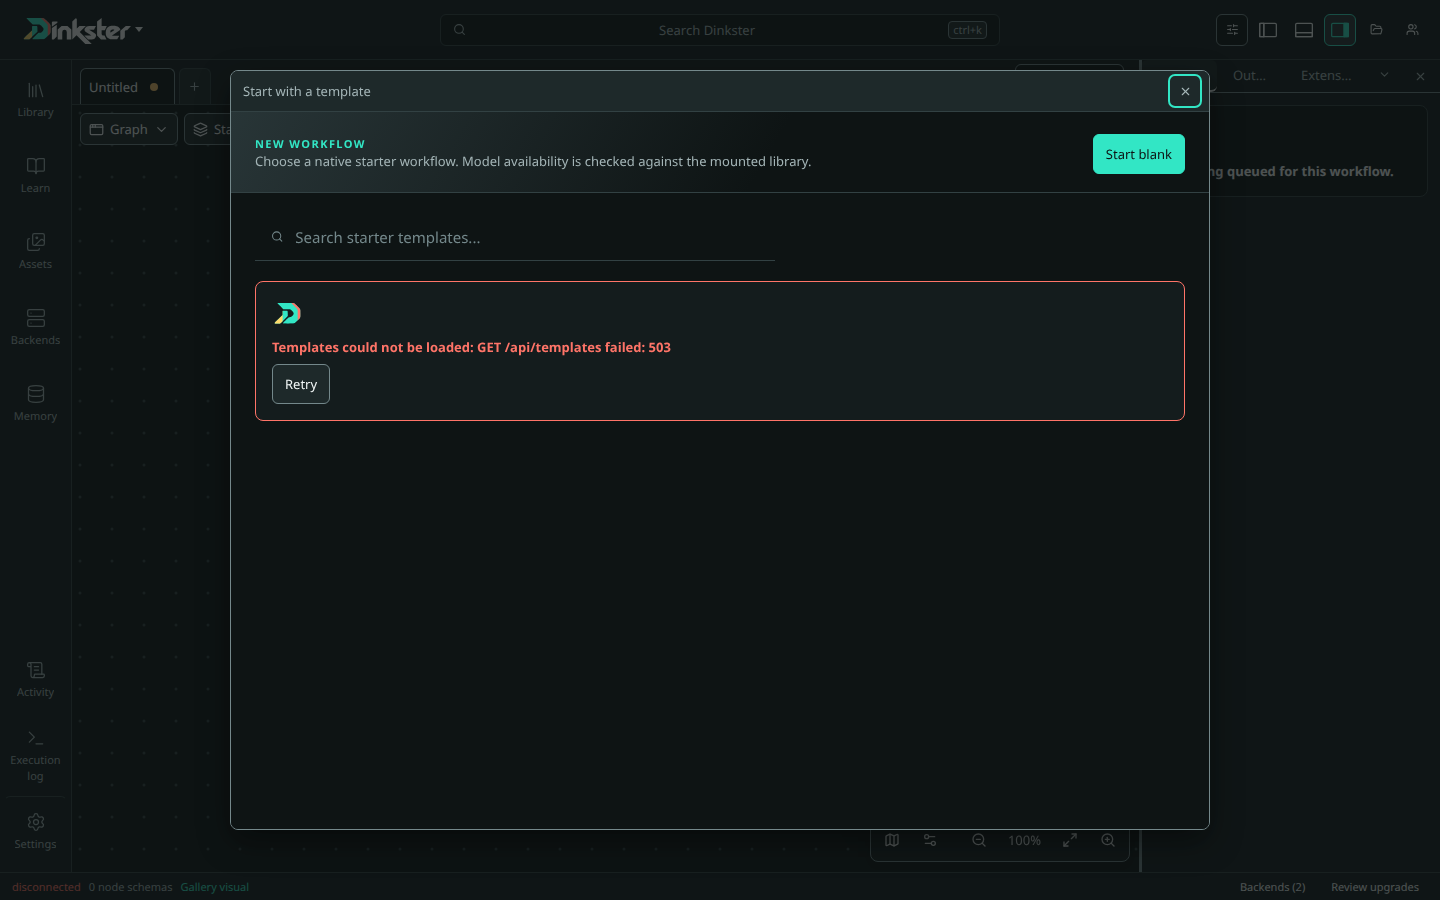 Dinkster
Search Dinkster
ctrl+k
Library
Learn
Assets
Backends
Memory
Activity
Execution
log
Settings
Untitled
+
Graph
Sta
Out...
Extens...
ng queued for this workflow.
Start with a template
NEW WORKFLOW
Choose a native starter workflow. Model availability is checked against the mounted library.
Start blank
Search starter templates...
Templates could not be loaded: GET /api/templates failed: 503
Retry
100%
disconnected
0 node schemas
Gallery visual
Backends (2)
Review upgrades